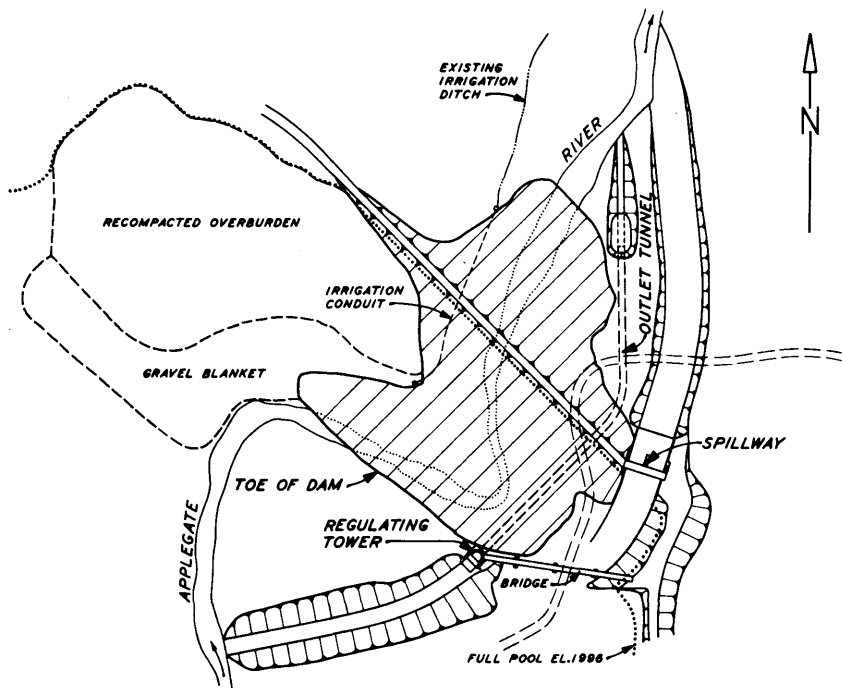 EXISTING
IRRIGATION
DITCH
N
RIVER
RECOMPACTED OVERBURDEN
OUTLET TUNNEL
IRRIGATION
CONDUIT
GRAVEL BLANKET
SPILLWAY
TOE OF DAM
REGULATING
TOWER
APPLEGATE
BRIDGE
FULL POOL EL.1996